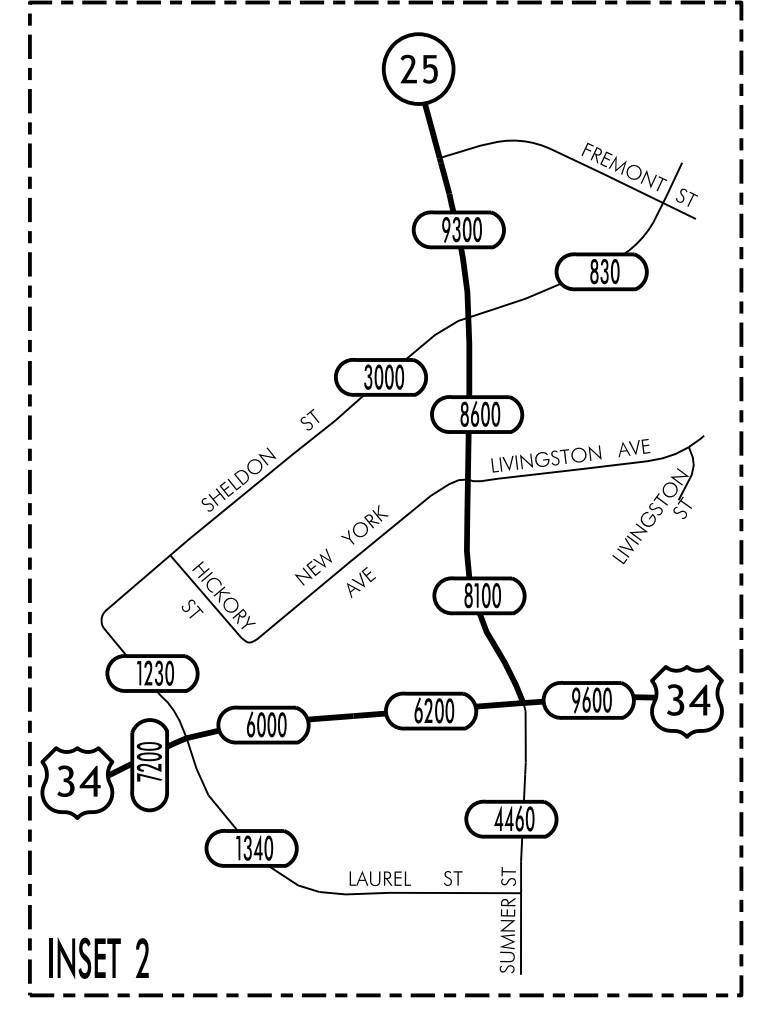 25
FREMONT ST
9300
830
3000
8600
SHELDON ST
LIVINGSTON AVE
LIVINGSTON
ST
NEW YORK
AVE
HICKORY
ST
8100
1230
9600
34
6200
6000
7200
34
4460
1340
LAUREL ST
SUMNER ST
INSET 2